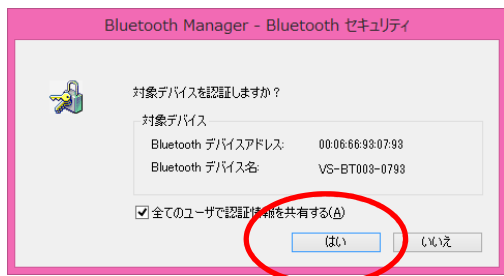 Bluetooth Manager - Bluetooth セキュリティ
対象デバイスを認証しますか？
対象デバイス
Bluetooth デバイスアドレス: 00:06:66:93:07:93
Bluetooth デバイス名: VS-BT003-0793
全てのユーザで認証情報を共有する(A)
はい いいえ